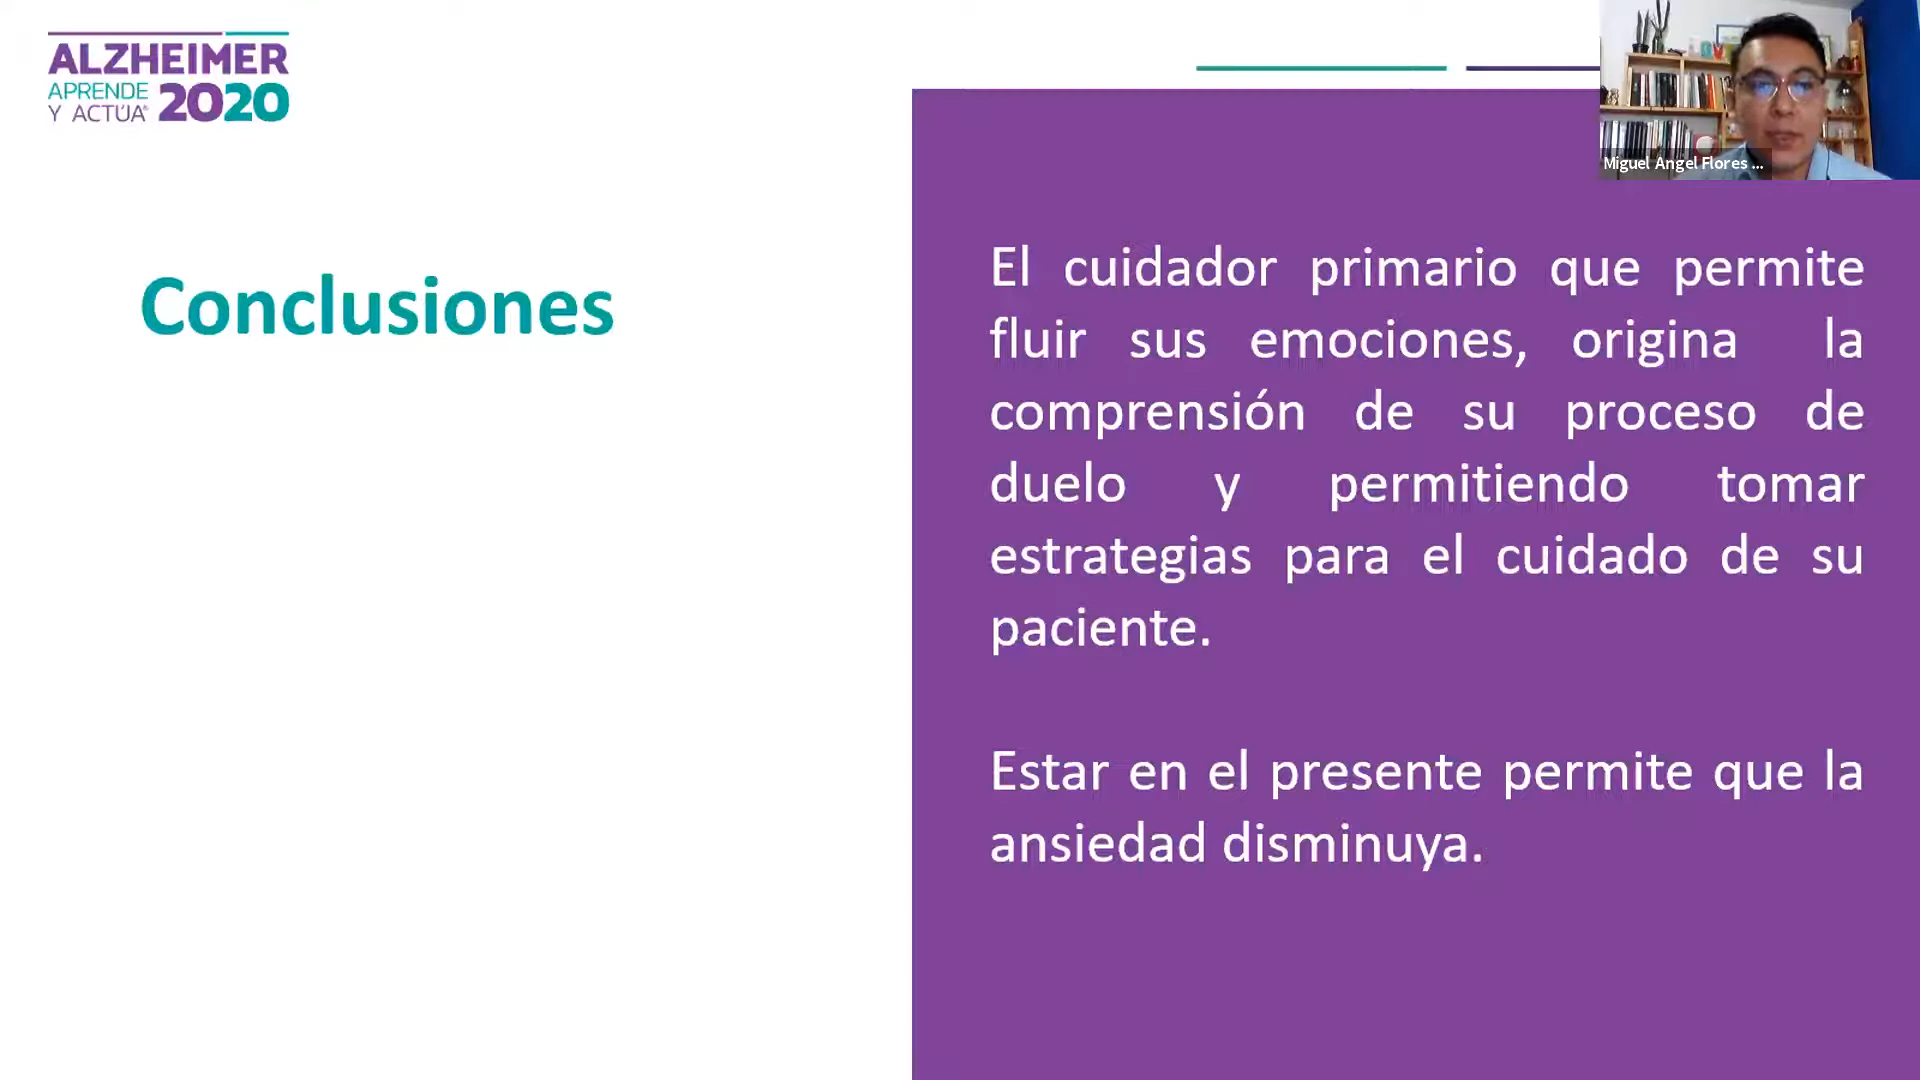 ALZHEIMER
APRENDE
Y ACTÚA® 2020
Miguel Angel Flores ...
Conclusiones
El cuidador primario que permite
fluir sus emociones, origina la
comprensión de su proceso de
duelo y permitiendo tomar
estrategias para el cuidado de su
paciente.
Estar en el presente permite que la
ansiedad disminuya.